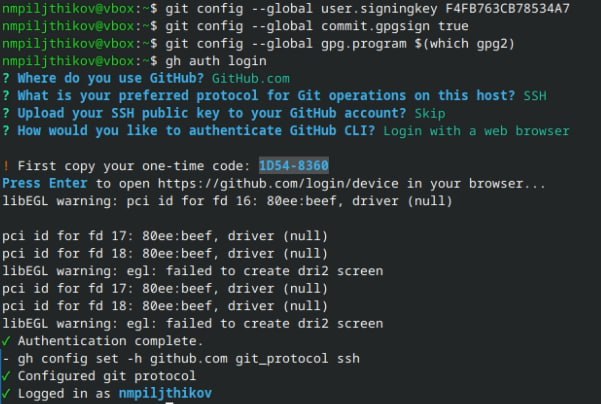 nmpiljthikov@vbox:~$ git config --global user.signingkey F4FB763CB78534A7
nmpiljthikov@vbox:~$ git config --global commit.gpgsign true
nmpiljthikov@vbox:~$ git config --global gpg.program $(which gpg2)
nmpiljthikov@vbox:~$ gh auth login
? Where do you use GitHub? GitHub.com
? What is your preferred protocol for Git operations on this host? SSH
? Upload your SSH public key to your GitHub account? Skip
? How would you like to authenticate GitHub CLI? Login with a web browser
! First copy your one-time code: 1D54-8360
Press Enter to open https://github.com/login/device in your browser...
libEGL warning: pci id for fd 16: 80ee:beef, driver (null)
pci id for fd 17: 80ee:beef, driver (null)
pci id for fd 18: 80ee:beef, driver (null)
libEGL warning: egl: failed to create dri2 screen
pci id for fd 17: 80ee:beef, driver (null)
pci id for fd 18: 80ee:beef, driver (null)
libEGL warning: egl: failed to create dri2 screen
✓ Authentication complete.
- gh config set -h github.com git_protocol ssh
✓ Configured git protocol
✓ Logged in as nmpiljthikov